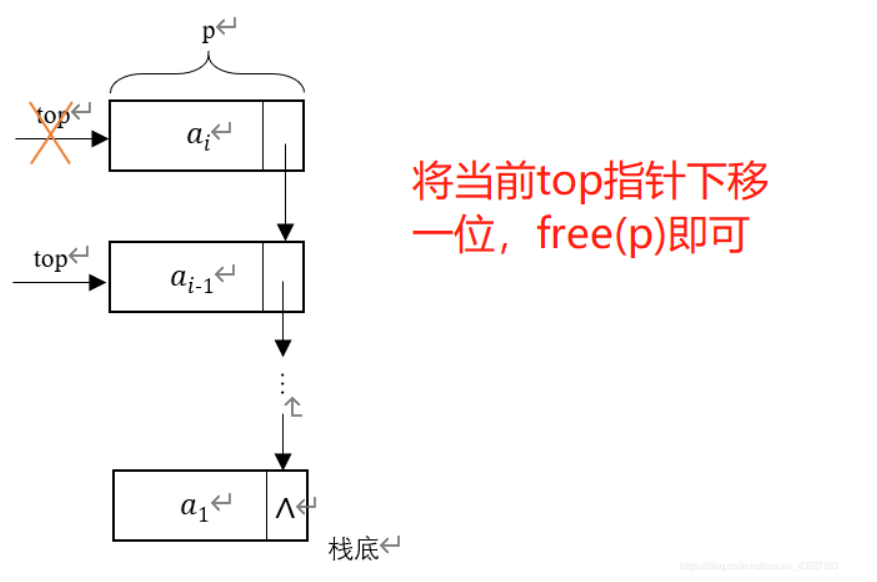 p↵
top↵
aᵢ↵
将当前top指针下移
一位，free(p)即可
top↵
aᵢ₋₁↵
⋮
a₁↵
∧↵
栈底↵